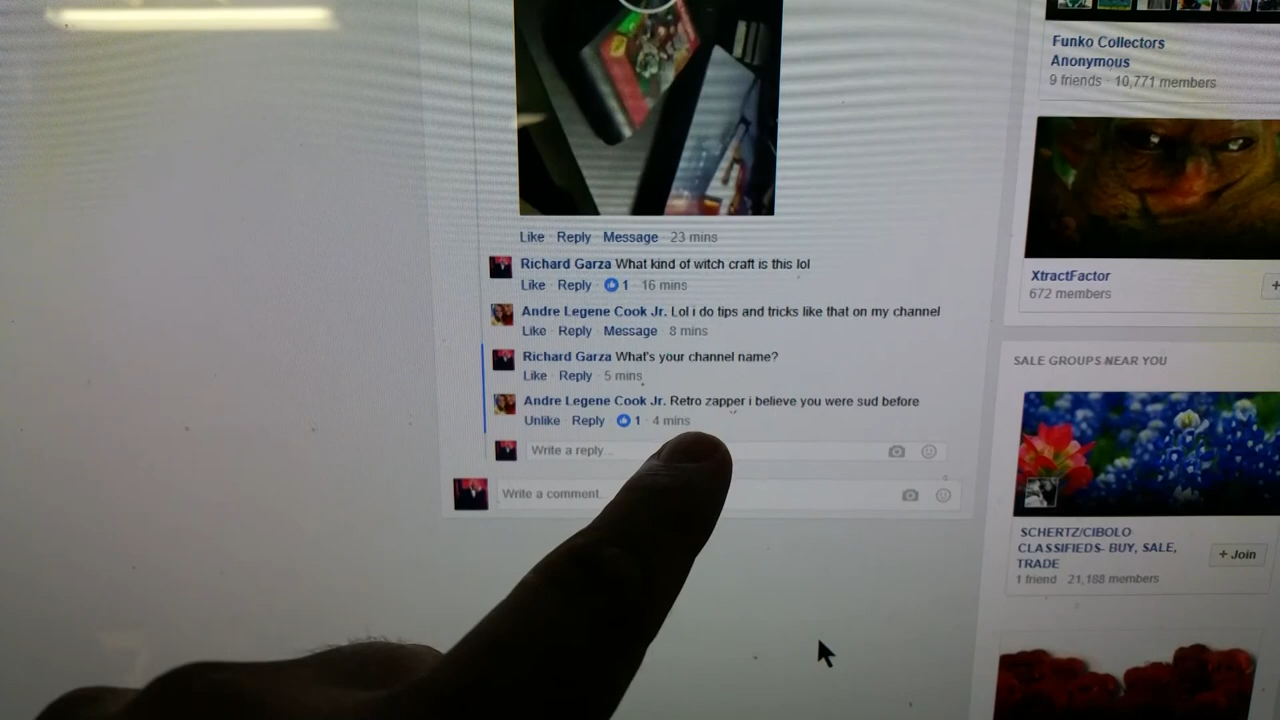 Like Reply Message 23 mins
Richard Garza What kind of witch craft is this lol
Like Reply 1 16 mins
Andre Legene Cook Jr. Lol i do tips and tricks like that on my channel
Like Reply Message 8 mins
Richard Garza What's your channel name?
Like Reply 5 mins
Andre Legene Cook Jr. Retro zapper i believe you were sud before
Unlike Reply 1 4 mins
Write a reply...
Write a comment...
Funko Collectors
Anonymous
9 friends · 10,771 members
XtractFactor
672 members
+
SALE GROUPS NEAR YOU
SCHERTZ/CIBOLO
CLASSIFIEDS- BUY, SALE,
TRADE
+ Join
1 friend 21,188 members